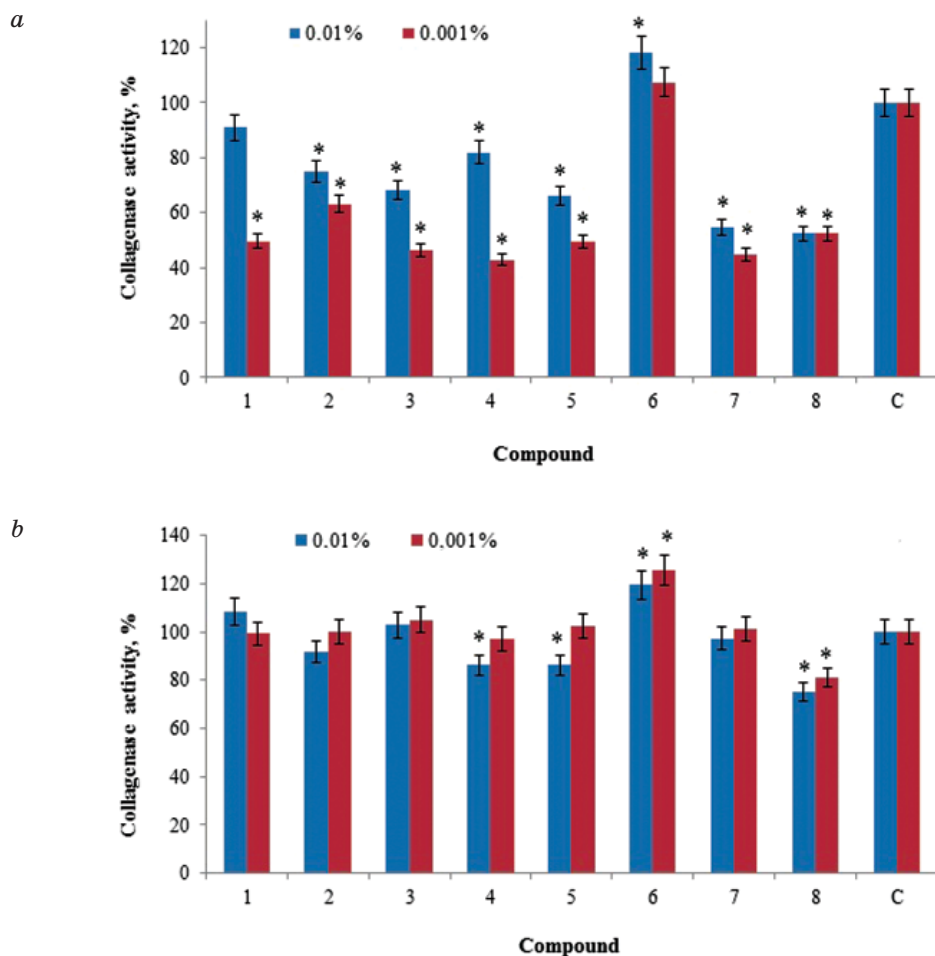 a
0.01% 0.001%
120
100
80
60
40
20
0
Collagenase activity, %
* * * * * * * * * * * * * *
1 2 3 4 5 6 7 8 C
Compound
b
0.01% 0.001%
140
120
100
80
60
40
20
0
Collagenase activity, %
* * * * * *
1 2 3 4 5 6 7 8 C
Compound